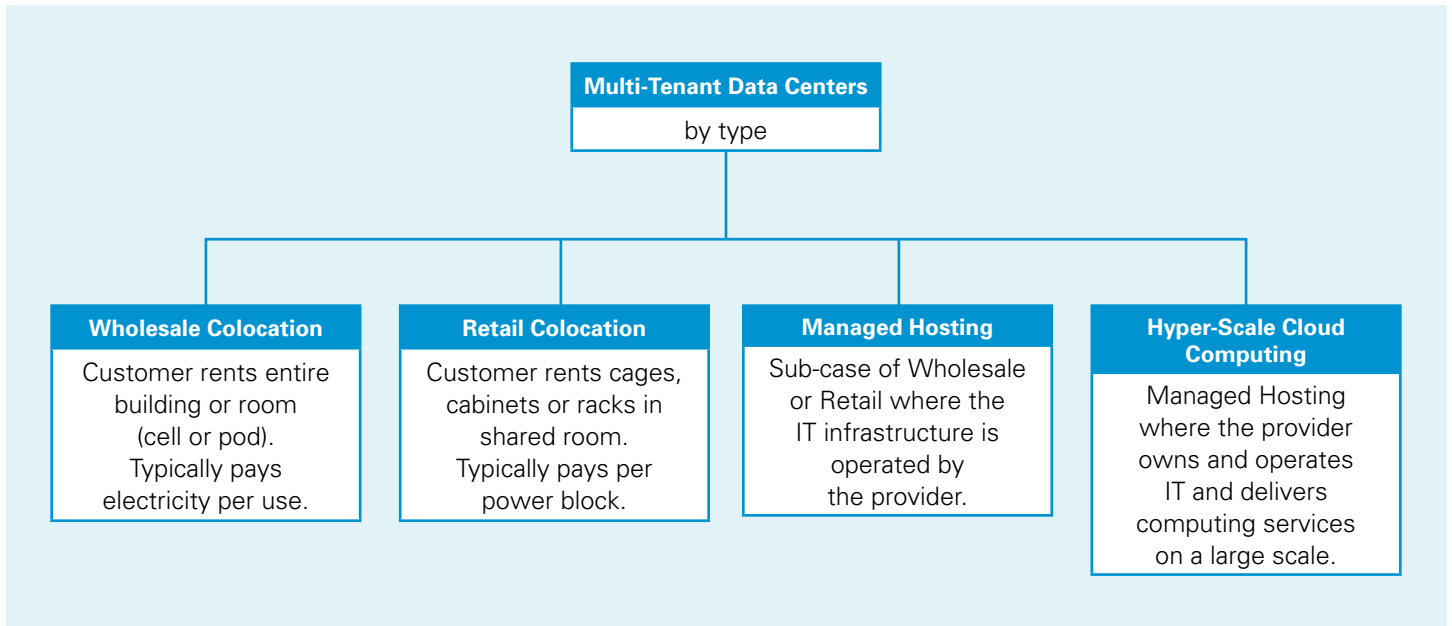 Multi-Tenant Data Centers
by type
Wholesale Colocation
Customer rents entire
building or room
(cell or pod).
Typically pays
electricity per use.
Retail Colocation
Customer rents cages,
cabinets or racks in
shared room.
Typically pays per
power block.
Managed Hosting
Sub-case of Wholesale
or Retail where the
IT infrastructure is
operated by
the provider.
Hyper-Scale Cloud
Computing
Managed Hosting
where the provider
owns and operates
IT and delivers
computing services
on a large scale.